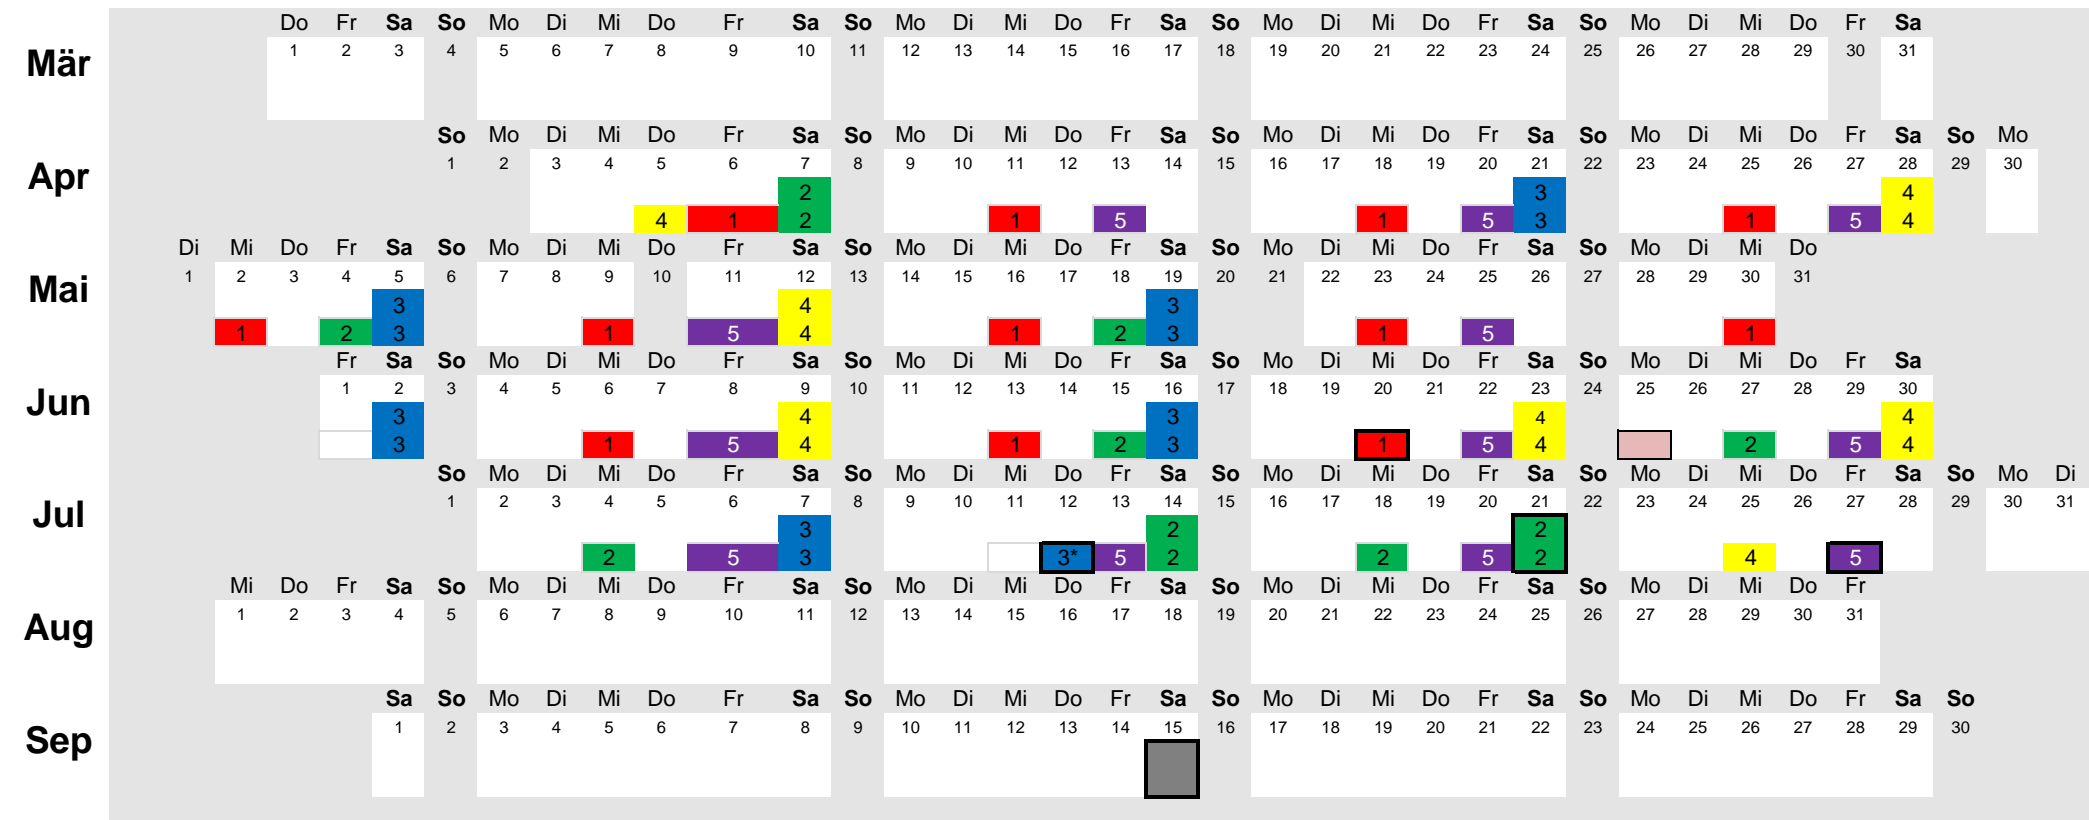 Do Fr Sa So Mo Di Mi Do Fr Sa So Mo Di Mi Do Fr Sa So Mo Di Mi Do Fr Sa So Mo Di Mi Do Fr Sa
Mär 1 2 3 4 5 6 7 8 9 10 11 12 13 14 15 16 17 18 19 20 21 22 23 24 25 26 27 28 29 30 31
So Mo Di Mi Do Fr Sa So Mo Di Mi Do Fr Sa So Mo Di Mi Do Fr Sa So Mo Di Mi Do Fr Sa So Mo
Apr 1 2 3 4 5 6 7 8 9 10 11 12 13 14 15 16 17 18 19 20 21 22 23 24 25 26 27 28 29 30
2 3 4
4 1 2 1 5 1 5 3 1 5 4
Di Mi Do Fr Sa So Mo Di Mi Do Fr Sa So Mo Di Mi Do Fr Sa So Mo Di Mi Do Fr Sa So Mo Di Mi Do
Mai 1 2 3 4 5 6 7 8 9 10 11 12 13 14 15 16 17 18 19 20 21 22 23 24 25 26 27 28 29 30 31
3 4 3
1 2 3 1 5 4 1 2 3 1 5 1
Fr Sa So Mo Di Mi Do Fr Sa So Mo Di Mi Do Fr Sa So Mo Di Mi Do Fr Sa So Mo Di Mi Do Fr Sa
Jun 1 2 3 4 5 6 7 8 9 10 11 12 13 14 15 16 17 18 19 20 21 22 23 24 25 26 27 28 29 30
3 4 3 4 4
3 1 5 4 1 2 3 1 5 4 2 5 4
So Mo Di Mi Do Fr Sa So Mo Di Mi Do Fr Sa So Mo Di Mi Do Fr Sa So Mo Di Mi Do Fr Sa So Mo Di
Jul 1 2 3 4 5 6 7 8 9 10 11 12 13 14 15 16 17 18 19 20 21 22 23 24 25 26 27 28 29 30 31
3 2 2
2 5 3 3* 5 2 2 5 2 4 5
Mi Do Fr Sa So Mo Di Mi Do Fr Sa So Mo Di Mi Do Fr Sa So Mo Di Mi Do Fr Sa So Mo Di Mi Do Fr
Aug 1 2 3 4 5 6 7 8 9 10 11 12 13 14 15 16 17 18 19 20 21 22 23 24 25 26 27 28 29 30 31
Sa So Mo Di Mi Do Fr Sa So Mo Di Mi Do Fr Sa So Mo Di Mi Do Fr Sa So Mo Di Mi Do Fr Sa So
Sep 1 2 3 4 5 6 7 8 9 10 11 12 13 14 15 16 17 18 19 20 21 22 23 24 25 26 27 28 29 30